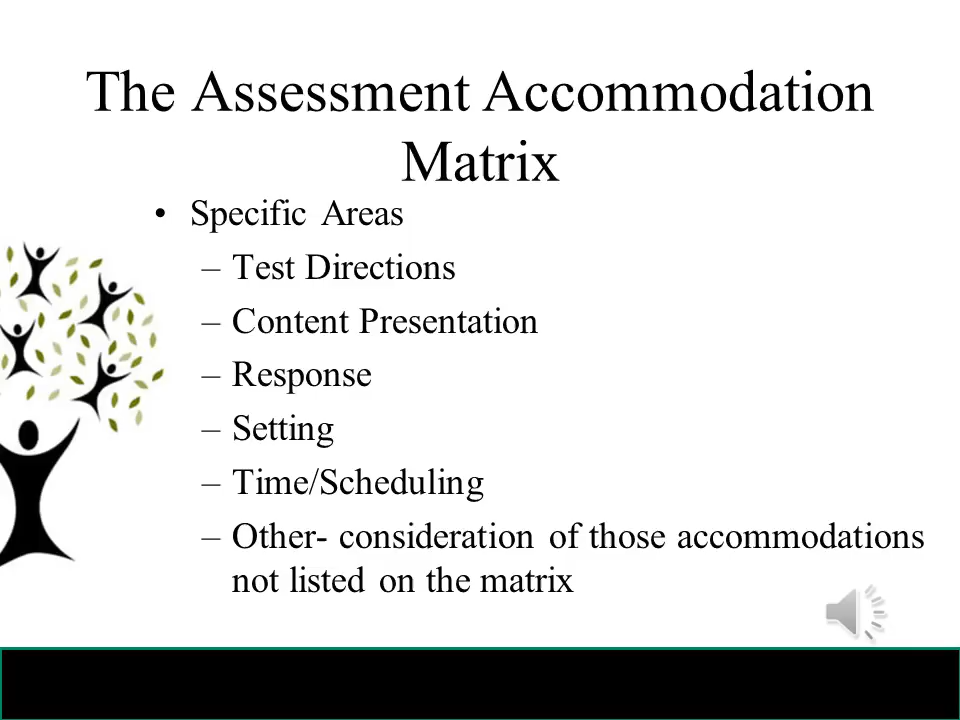 The Assessment Accommodation
Matrix
• Specific Areas
– Test Directions
– Content Presentation
– Response
– Setting
– Time/Scheduling
– Other- consideration of those accommodations
not listed on the matrix